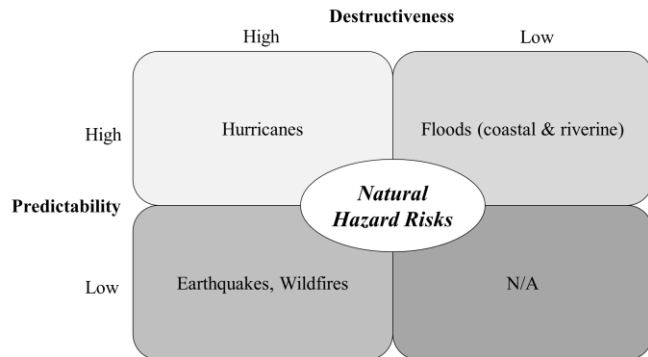 Destructiveness
High Low
High Hurricanes Floods (coastal & riverine)
Natural
Predictability Hazard Risks
Low Earthquakes, Wildfires N/A